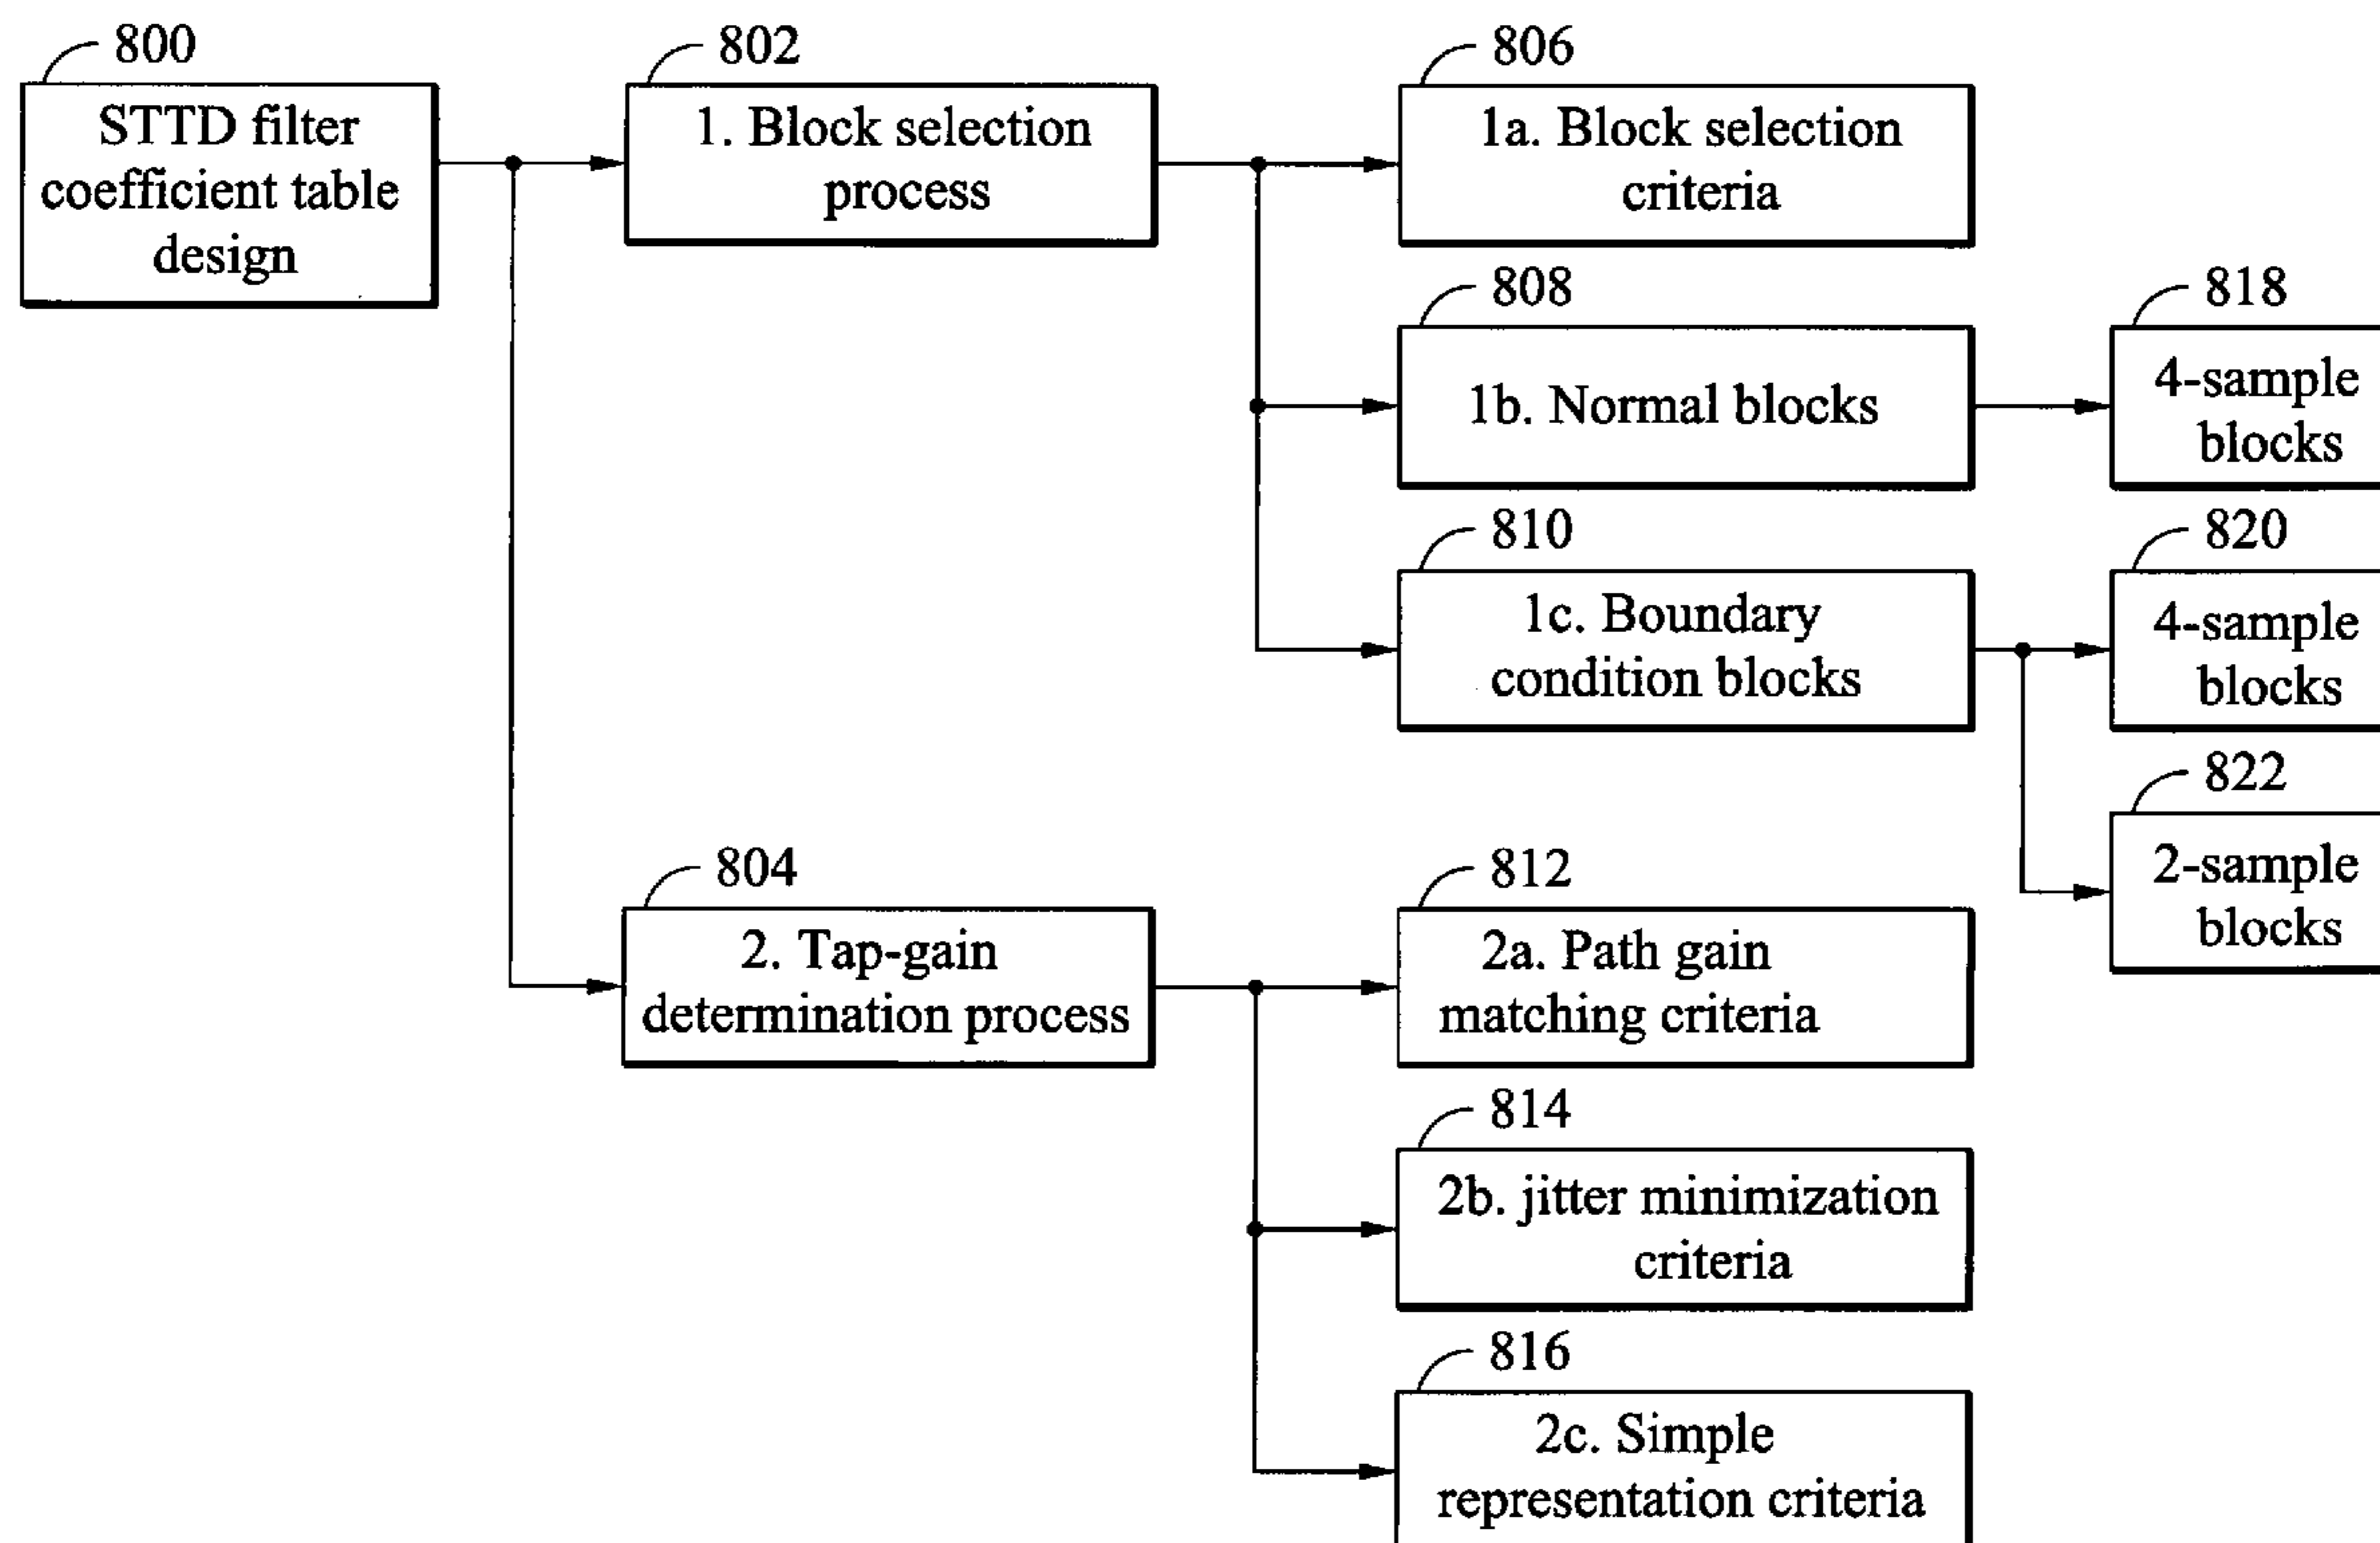 800
STTD filter
coefficient table
design
802
1. Block selection
process
806
1a. Block selection
criteria
808
1b. Normal blocks
818
4-sample
blocks
810
1c. Boundary
condition blocks
820
4-sample
blocks
822
2-sample
blocks
804
2. Tap-gain
determination process
812
2a. Path gain
matching criteria
814
2b. jitter minimization
criteria
816
2c. Simple
representation criteria